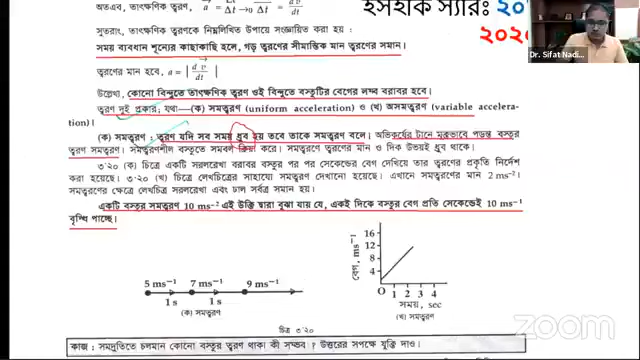 অতএব, তাৎক্ষণিক ত্বরণ, a = Δt →0 Δt = dt
ইসহাক স্যারঃ ২০
২০২০
সুতরাং, তাৎক্ষণিক ত্বরণকে নিম্নলিখিত উপায়ে সংজ্ঞায়িত করা হয় :
সময় ব্যবধান শূন্যের কাছাকাছি হলে, গড় ত্বরণের সীমান্তিক মান ত্বরণের সমান।
ত্বরণের মান হবে, a = | dv/dt |
উল্লেখ্য, কোনো বিন্দুতে তাৎক্ষণিক ত্বরণ ওই বিন্দুতে বস্তুটির বেগের লব্ধ বরাবর হবে।
ত্বরণ দুই প্রকার; যথা—(ক) সমত্বরণ (uniform acceleration) ও (খ) অসমত্বরণ (variable accelera-
tion)।
(ক) সমত্বরণ : ত্বরণ যদি সব সময় ধ্রুব হয় তবে তাকে সমত্বরণ বলে। অভিকর্ষের টানে মুক্তভাবে পড়ন্ত বস্তুর
ত্বরণ সমত্বরণ। সমত্বরণশীল বস্তুতে সমবল ক্রিয়া করে। সমত্বরণে ত্বরণের মান ও দিক উভয়ই ধ্রুব থাকে।
৩'২০ (ক) চিত্রে একটি সরলরেখা বরাবর বস্তুর পর পর সেকেন্ডের বেগ দেখিয়ে তার ত্বরণের প্রকৃতি নির্দেশ
করা হয়েছে। ৩'২০ (খ) চিত্রে লেখচিত্রের সাহায্যে সমত্বরণ দেখানো হয়েছে। এখানে সমত্বরণের মান 2 ms⁻²।
সমত্বরণের ক্ষেত্রে লেখচিত্র সরলরেখা এবং ঢাল সর্বত্র সমান হয়।
একটি বস্তুর সমত্বরণ 10 ms⁻² এই উক্তি দ্বারা বুঝা যায় যে, একই দিকে বস্তুর বেগ প্রতি সেকেন্ডেই 10 ms⁻¹
বৃদ্ধি পাচ্ছে।
5 ms⁻¹ 7 ms⁻¹ 9 ms⁻¹
1 s 1 s
(ক) সমত্বরণ
বেগ, ms⁻¹
16
12
8
4
O 1 2 3 4
সময়, sec
(খ) সমত্বরণ
চিত্র ৩'২০
কাজ : সমদ্রুতিতে চলমান কোনো বস্তুর ত্বরণ থাকা কী সম্ভব ? উত্তরের সপক্ষে যুক্তি দাও।
Dr. Sifat Nadi...
zoom